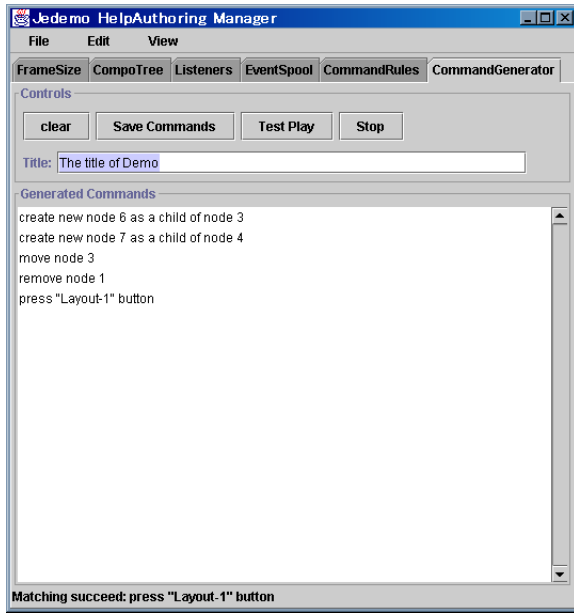 Jedemo HelpAuthoring Manager
File Edit View
FrameSize CompoTree Listeners EventSpool CommandRules CommandGenerator
Controls
clear Save Commands Test Play Stop
Title: The title of Demo
Generated Commands
create new node 6 as a child of node 3
create new node 7 as a child of node 4
move node 3
remove node 1
press "Layout-1" button
Matching succeed: press "Layout-1" button